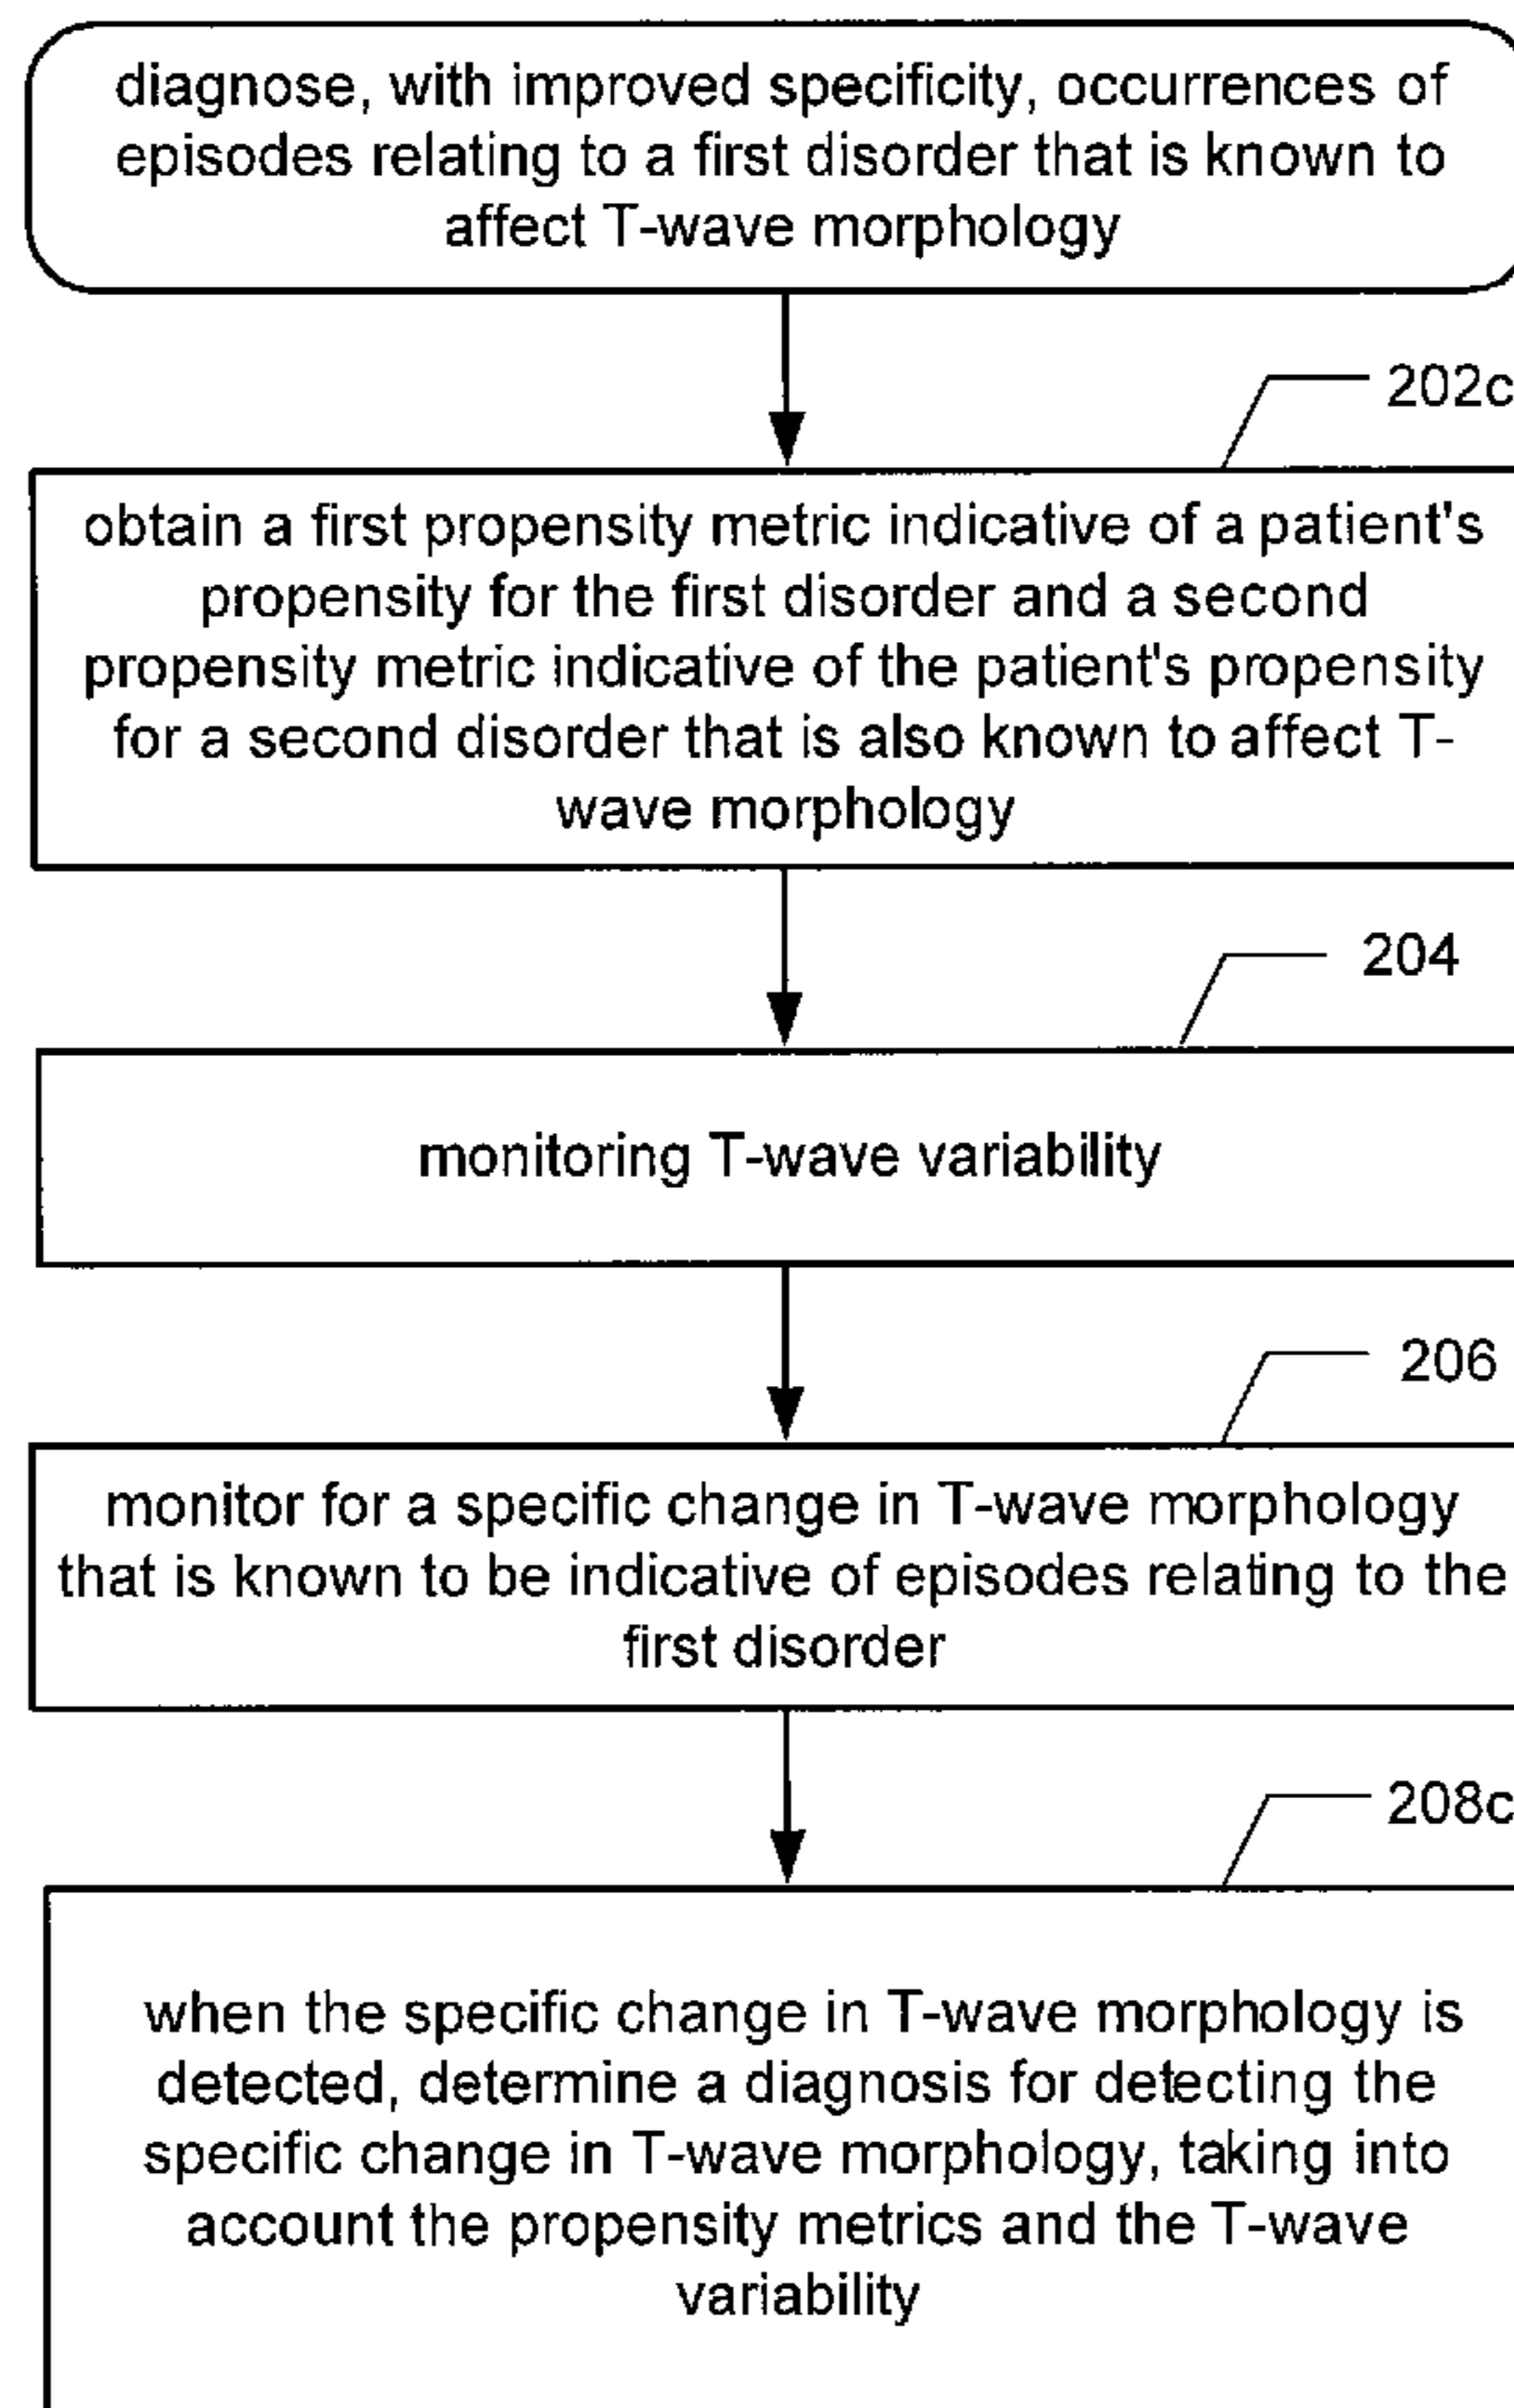 diagnose, with improved specificity, occurrences of
episodes relating to a first disorder that is known to
affect T-wave morphology
202c
obtain a first propensity metric indicative of a patient's
propensity for the first disorder and a second
propensity metric indicative of the patient's propensity
for a second disorder that is also known to affect T-
wave morphology
204
monitoring T-wave variability
206
monitor for a specific change in T-wave morphology
that is known to be indicative of episodes relating to the
first disorder
208c
when the specific change in T-wave morphology is
detected, determine a diagnosis for detecting the
specific change in T-wave morphology, taking into
account the propensity metrics and the T-wave
variability